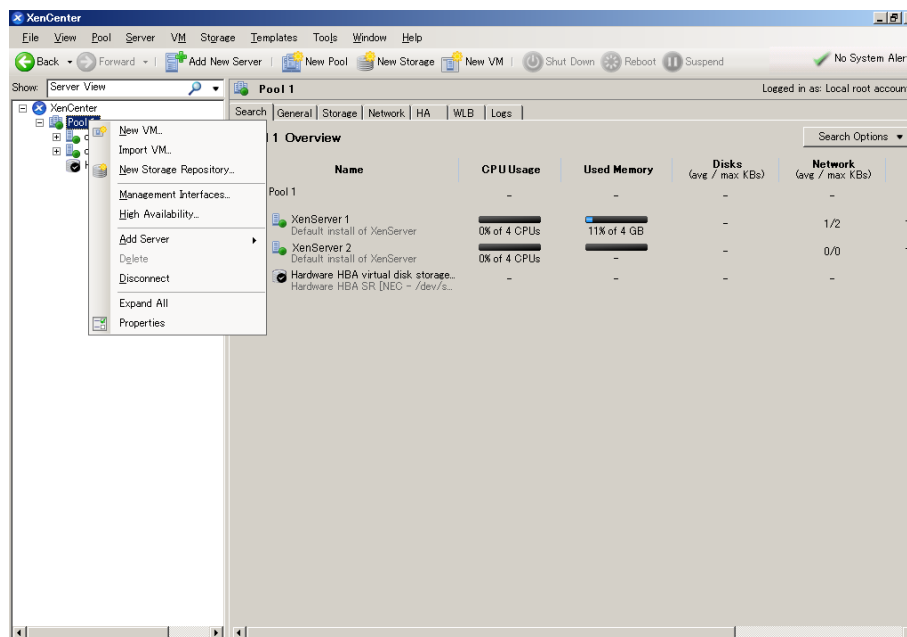 XenCenter
File View Pool Server VM Storage Templates Tools Window Help
Back Forward Add New Server New Pool New Storage New VM Shut Down Reboot Suspend No System Aler
Show: Server View
Pool 1 Logged in as: Local root accoun
XenCenter
Pool
Search General Storage Network HA WLB Logs
1 Overview
Search Options
New VM...
Import VM...
New Storage Repository...
Management Interfaces...
High Availability...
Add Server
Delete
Disconnect
Expand All
Properties
Name CPU Usage Used Memory Disks (avg / max KBs) Network (avg / max KBs)
Pool 1 - - - -
XenServer 1
Default install of XenServer 0% of 4 CPUs 11% of 4 GB - 1/2
XenServer 2
Default install of XenServer 0% of 4 CPUs - - 0/0
Hardware HBA virtual disk storage... - - - -
Hardware HBA SR [NEC - /dev/s...